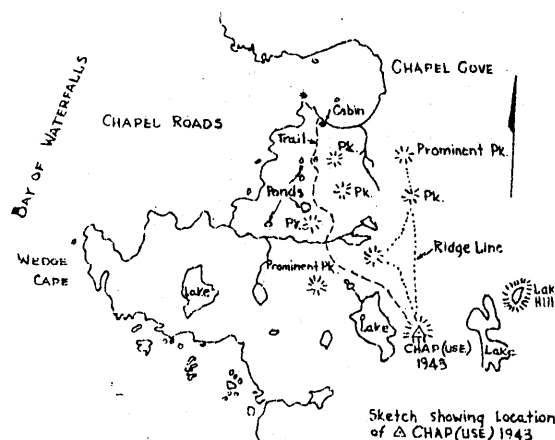 CHAPEL COVE
Cabin
CHAPEL ROADS
BAY OF WATERFALLS
Trail
Pk.
Prominent Pk.
Pk.
Pk.
Ponds
Pk.
Ridge Line
WEDGE
CAPE
Prominent Pk.
Lake
Lake
Lake
Hill
Lake
CHAP (USE)
1943
Sketch showing Location
of △ CHAP (USE) 1943